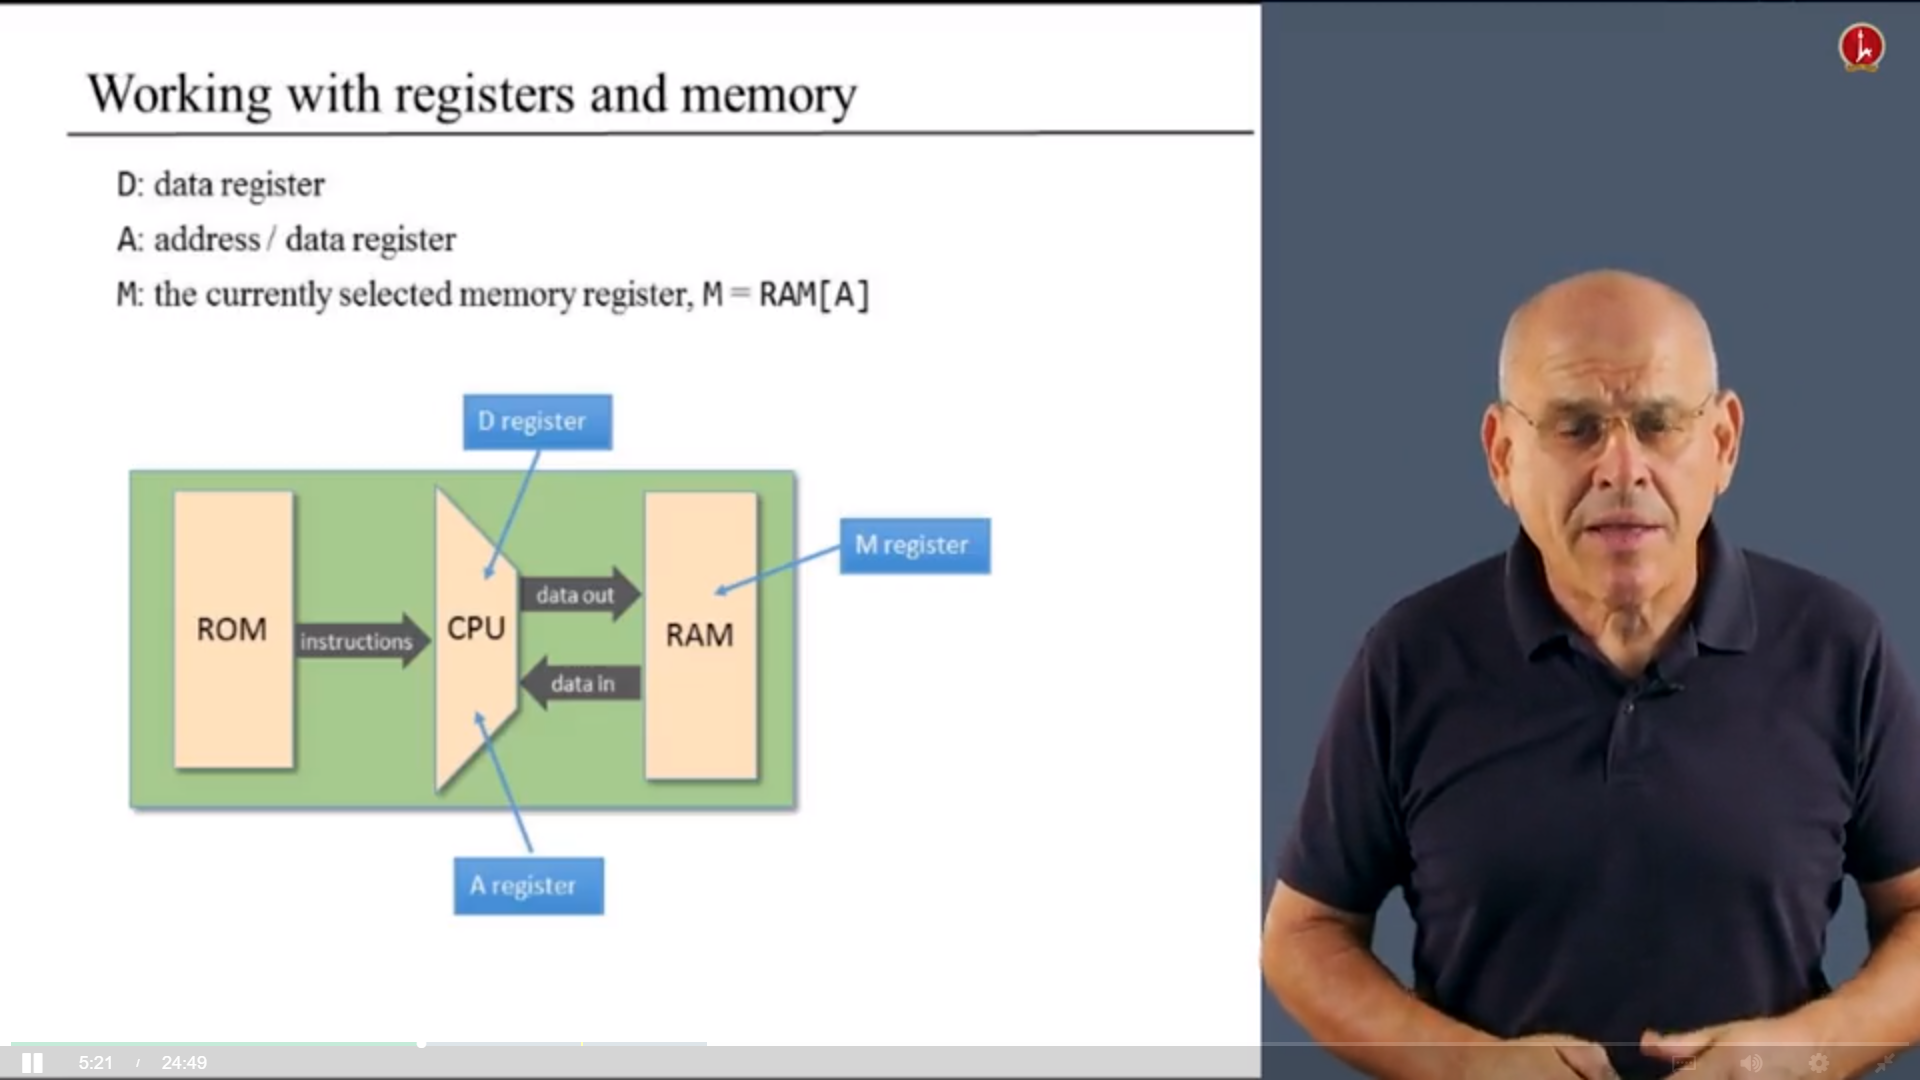 Working with registers and memory
D: data register
A: address / data register
M: the currently selected memory register, M = RAM[A]
D register
M register
ROM
instructions
CPU
data out
data in
RAM
A register
5:21 / 24:49